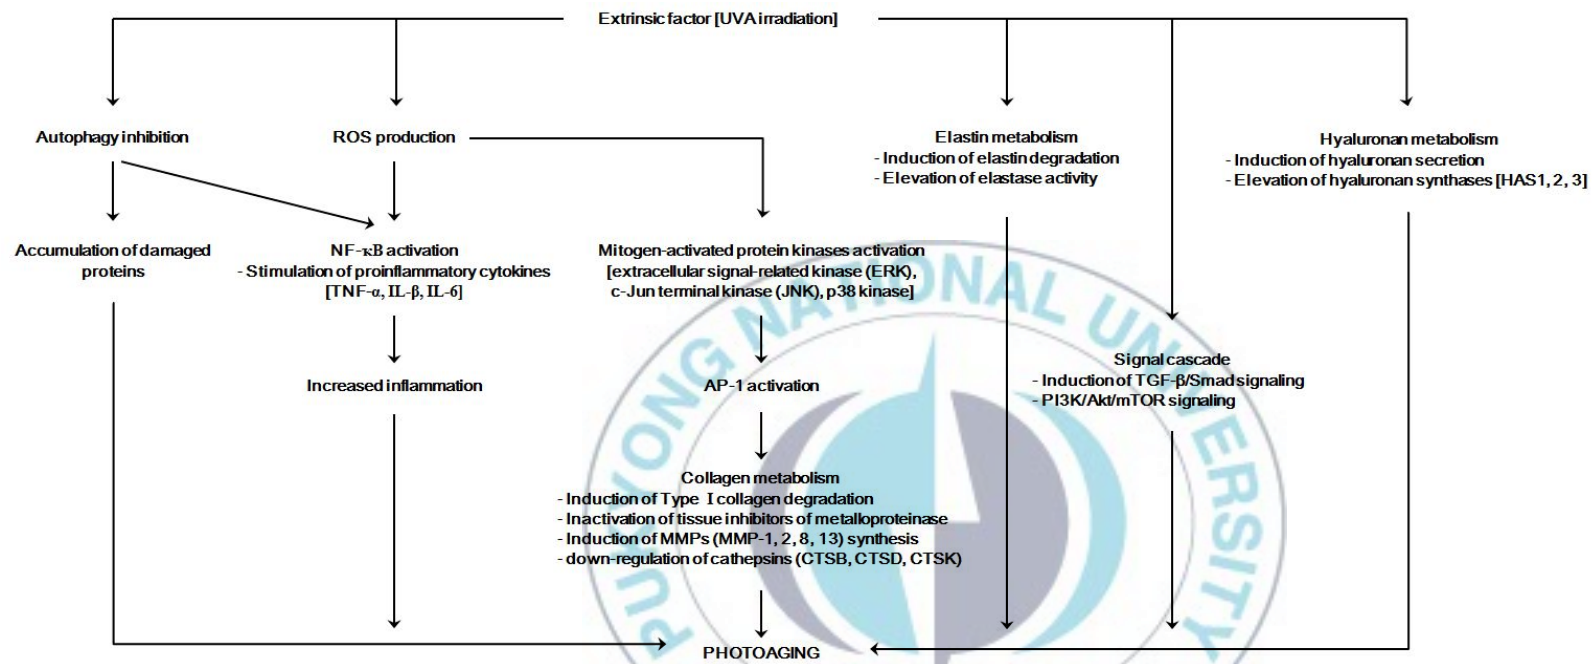 Extrinsic factor [UVA irradiation]
Autophagy inhibition
ROS production
Elastin metabolism
- Induction of elastin degradation
- Elevation of elastase activity
Hyaluronan metabolism
- Induction of hyaluronan secretion
- Elevation of hyaluronan synthases [HAS1, 2, 3]
Accumulation of damaged
proteins
NF-κB activation
- Stimulation of proinflammatory cytokines
[TNF-α, IL-β, IL-6]
Mitogen-activated protein kinases activation
[extracellular signal-related kinase (ERK),
c-Jun terminal kinase (JNK), p38 kinase]
Signal cascade
- Induction of TGF-β/Smad signaling
- PI3K/Akt/mTOR signaling
Increased inflammation
AP-1 activation
Collagen metabolism
- Induction of Type I collagen degradation
- Inactivation of tissue inhibitors of metalloproteinase
- Induction of MMPs (MMP-1, 2, 8, 13) synthesis
- down-regulation of cathepsins (CTSB, CTSD, CTSK)
PHOTOAGING
PUKYONG NATIONAL UNIVERSITY